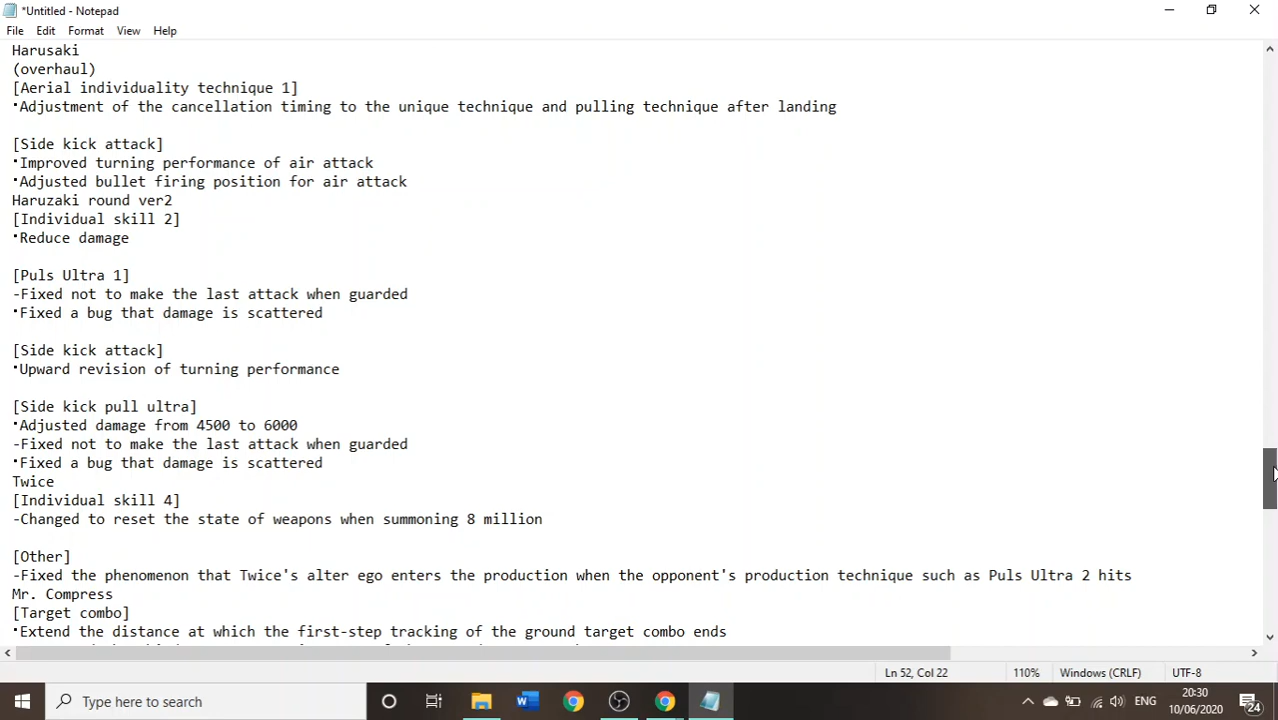 *Untitled - Notepad
File Edit Format View Help
Harusaki
(overhaul)
[Aerial individuality technique 1]
･Adjustment of the cancellation timing to the unique technique and pulling technique after landing
[Side kick attack]
･Improved turning performance of air attack
･Adjusted bullet firing position for air attack
Haruzaki round ver2
[Individual skill 2]
･Reduce damage
[Puls Ultra 1]
-Fixed not to make the last attack when guarded
･Fixed a bug that damage is scattered
[Side kick attack]
･Upward revision of turning performance
[Side kick pull ultra]
･Adjusted damage from 4500 to 6000
-Fixed not to make the last attack when guarded
･Fixed a bug that damage is scattered
Twice
[Individual skill 4]
-Changed to reset the state of weapons when summoning 8 million
[Other]
-Fixed the phenomenon that Twice's alter ego enters the production when the opponent's production technique such as Puls Ultra 2 hits
Mr. Compress
[Target combo]
･Extend the distance at which the first-step tracking of the ground target combo ends
Ln 52, Col 22 110% Windows (CRLF) UTF-8
Type here to search
ENG
20:30
10/06/2020
24